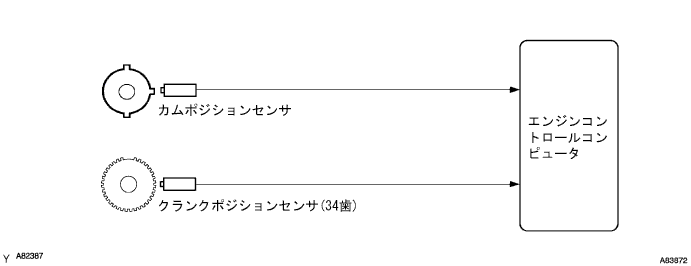 カムポジションセンサ
エンジンコン
トロールコン
ピュータ
クランクポジションセンサ(34歯)
Y A82387
A83872